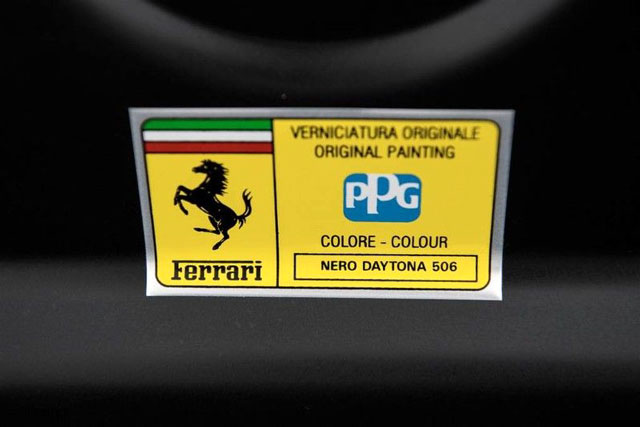 VERNICIATURA ORIGINALE
ORIGINAL PAINTING
PPG
COLORE - COLOUR
NERO DAYTONA 506
Ferrari